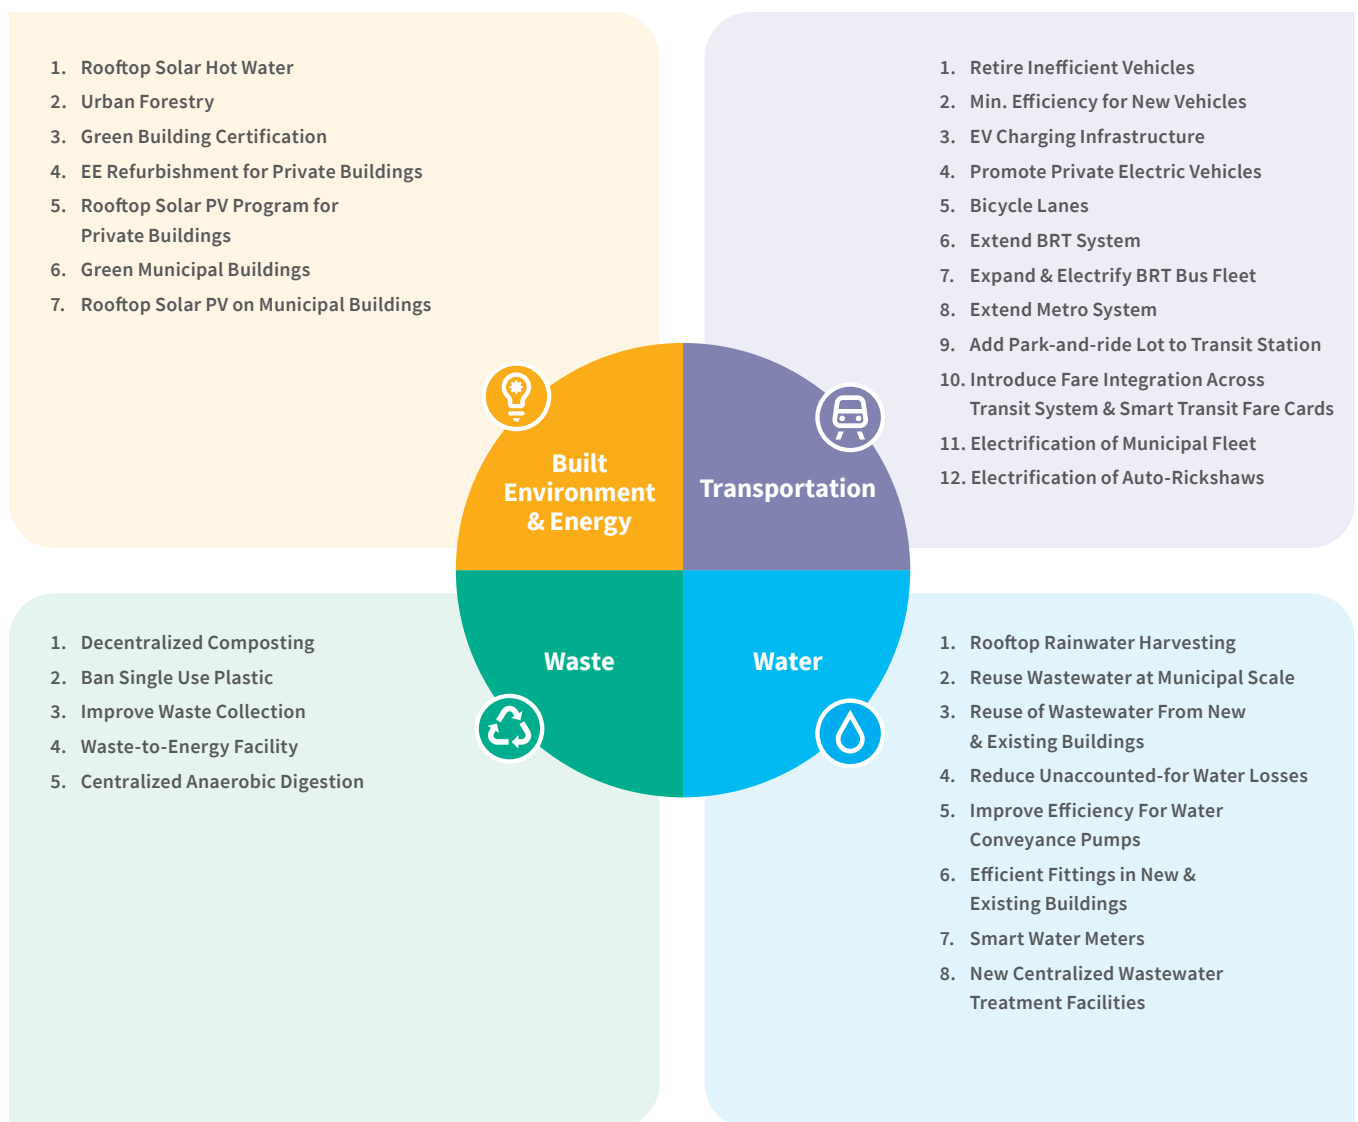 1. Rooftop Solar Hot Water
2. Urban Forestry
3. Green Building Certification
4. EE Refurbishment for Private Buildings
5. Rooftop Solar PV Program for
Private Buildings
6. Green Municipal Buildings
7. Rooftop Solar PV on Municipal Buildings
1. Retire Inefficient Vehicles
2. Min. Efficiency for New Vehicles
3. EV Charging Infrastructure
4. Promote Private Electric Vehicles
5. Bicycle Lanes
6. Extend BRT System
7. Expand & Electrify BRT Bus Fleet
8. Extend Metro System
9. Add Park-and-ride Lot to Transit Station
10. Introduce Fare Integration Across
Transit System & Smart Transit Fare Cards
11. Electrification of Municipal Fleet
12. Electrification of Auto-Rickshaws
Built
Environment
& Energy
Transportation
Waste
Water
1. Decentralized Composting
2. Ban Single Use Plastic
3. Improve Waste Collection
4. Waste-to-Energy Facility
5. Centralized Anaerobic Digestion
1. Rooftop Rainwater Harvesting
2. Reuse Wastewater at Municipal Scale
3. Reuse of Wastewater From New
& Existing Buildings
4. Reduce Unaccounted-for Water Losses
5. Improve Efficiency For Water
Conveyance Pumps
6. Efficient Fittings in New &
Existing Buildings
7. Smart Water Meters
8. New Centralized Wastewater
Treatment Facilities